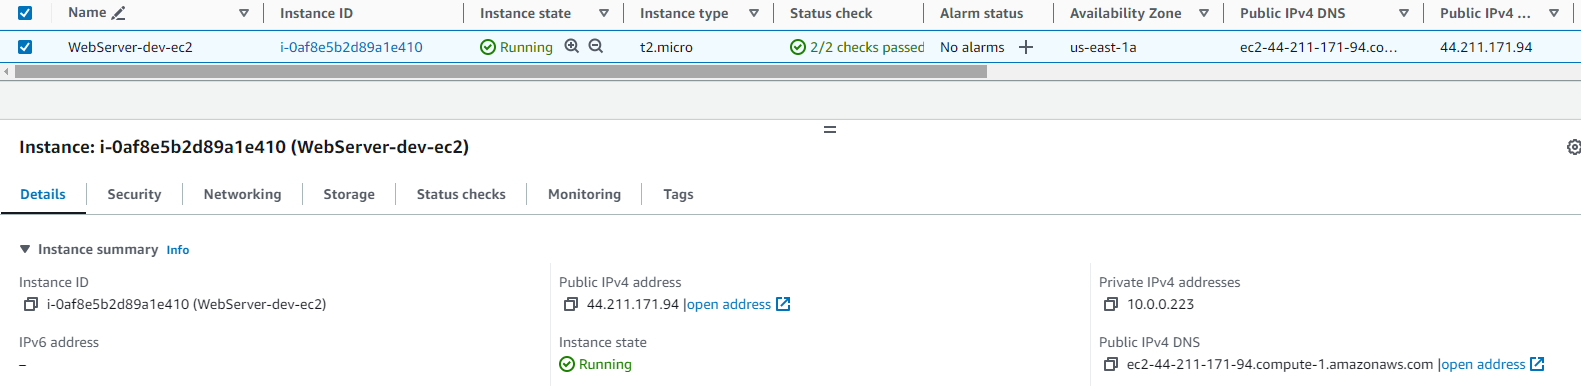 Name Instance ID Instance state Instance type Status check Alarm status Availability Zone Public IPv4 DNS Public IPv4 ...
WebServer-dev-ec2 i-0af8e5b2d89a1e410 Running t2.micro 2/2 checks passed No alarms + us-east-1a ec2-44-211-171-94.co... 44.211.171.94
Instance: i-0af8e5b2d89a1e410 (WebServer-dev-ec2)
Details Security Networking Storage Status checks Monitoring Tags
Instance summary Info
Instance ID Public IPv4 address Private IPv4 addresses
i-0af8e5b2d89a1e410 (WebServer-dev-ec2) 44.211.171.94 |open address 10.0.0.223
IPv6 address Instance state Public IPv4 DNS
– Running ec2-44-211-171-94.compute-1.amazonaws.com |open address